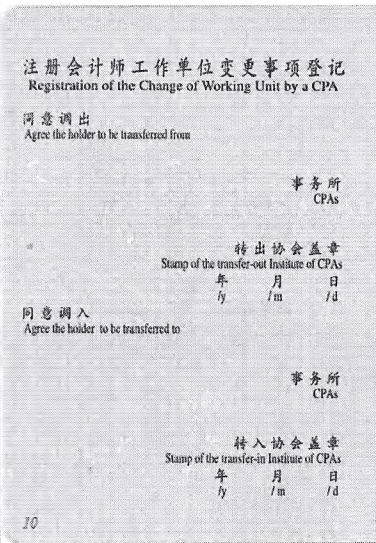 注册会计师工作单位变更事项登记
Registration of the Change of Working Unit by a CPA
同意调出
Agree the holder to be transferred from
事务所
CPAs
转出协会盖章
Stamp of the transfer-out Institute of CPAs
年 月 日
/y /m /d
同意调入
Agree the holder to be transferred to
事务所
CPAs
转入协会盖章
Stamp of the transfer-in Institute of CPAs
年 月 日
/y /m /d
10